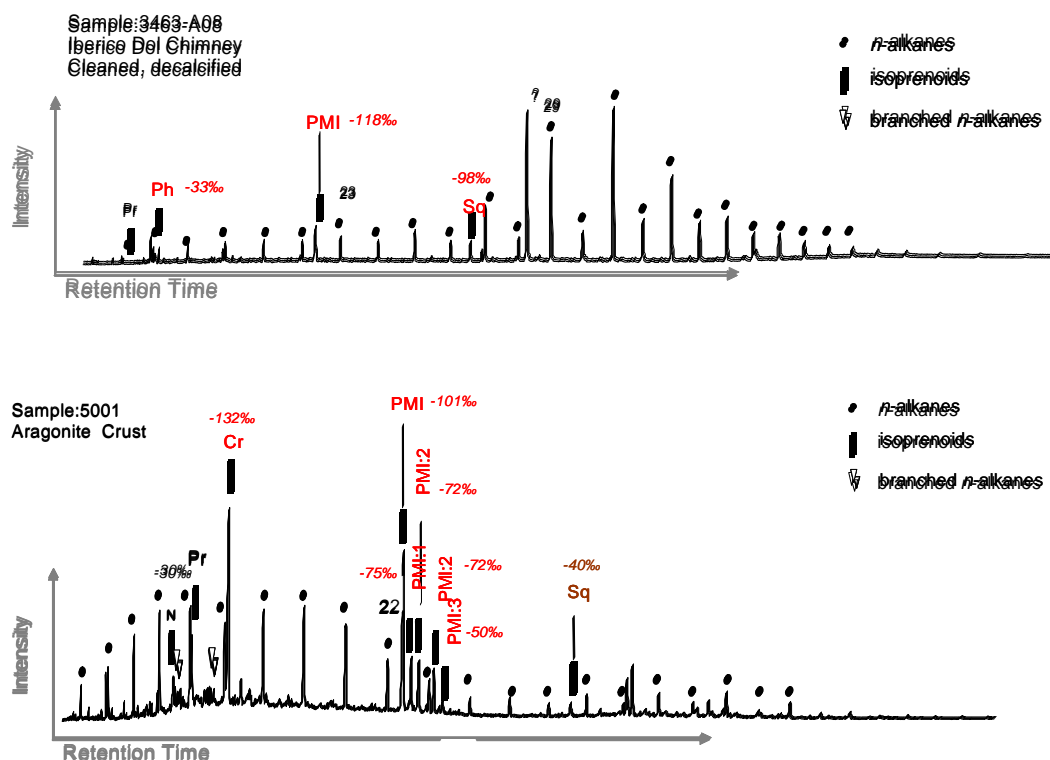 Sample:3463-A08
Iberico Dol Chimney
Cleaned, decalcified
n-alkanes
isoprenoids
branched n-alkanes
Intensity
Pr
Ph -33‰
PMI -118‰
23
-98‰
Sq
?
29
Retention Time
Sample:5001
Aragonite Crust
n-alkanes
isoprenoids
branched n-alkanes
Intensity
N
-30‰
Pr
-132‰
Cr
PMI -101‰
PMI:2
-72‰
-75‰
PMI:1
22
PMI:2
-72‰
PMI:3
-50‰
-40‰
Sq
Retention Time